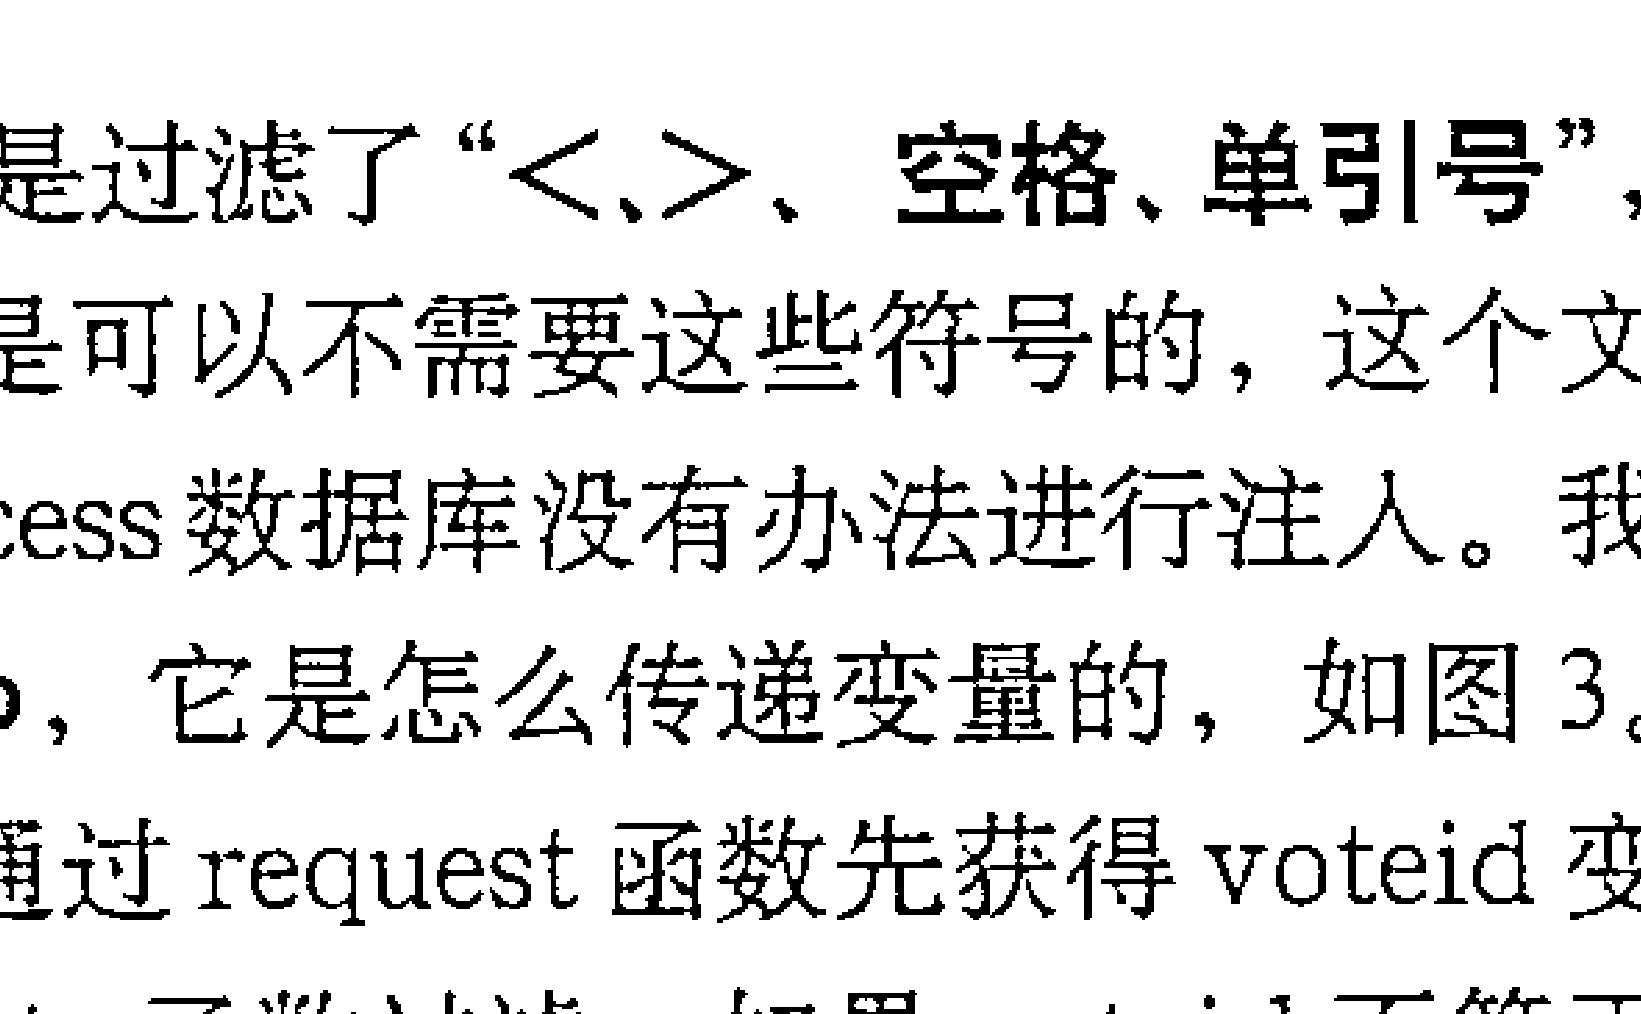 是过滤了“<、>、 空格、单引号”，
是可以不需要这些符号的，这个文
cess 数据库没有办法进行注人。我
，它是怎么传递变量的，如图 3。
通过 request 函数先获得 voteid 变